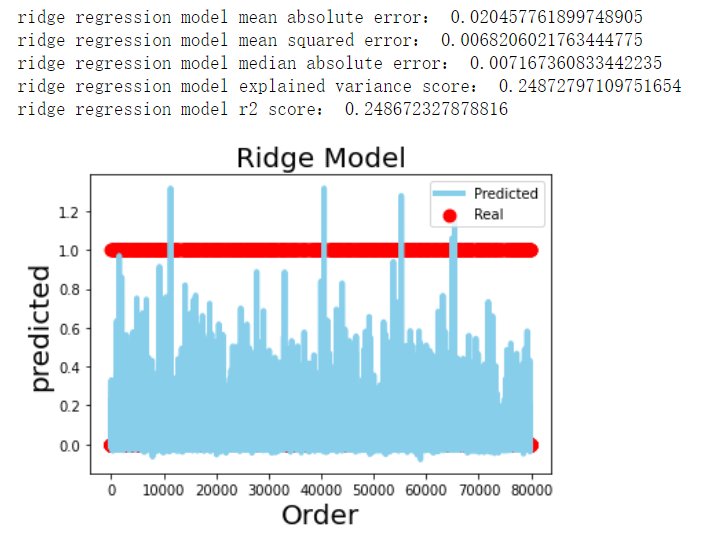 ridge regression model mean absolute error： 0.020457761899748905
ridge regression model mean squared error： 0.0068206021763444775
ridge regression model median absolute error： 0.007167360833442235
ridge regression model explained variance score： 0.24872797109751654
ridge regression model r2 score： 0.248672327878816
Ridge Model
Predicted
Real
1.2
1.0
0.8
0.6
0.4
0.2
0.0
predicted
0 10000 20000 30000 40000 50000 60000 70000 80000
Order